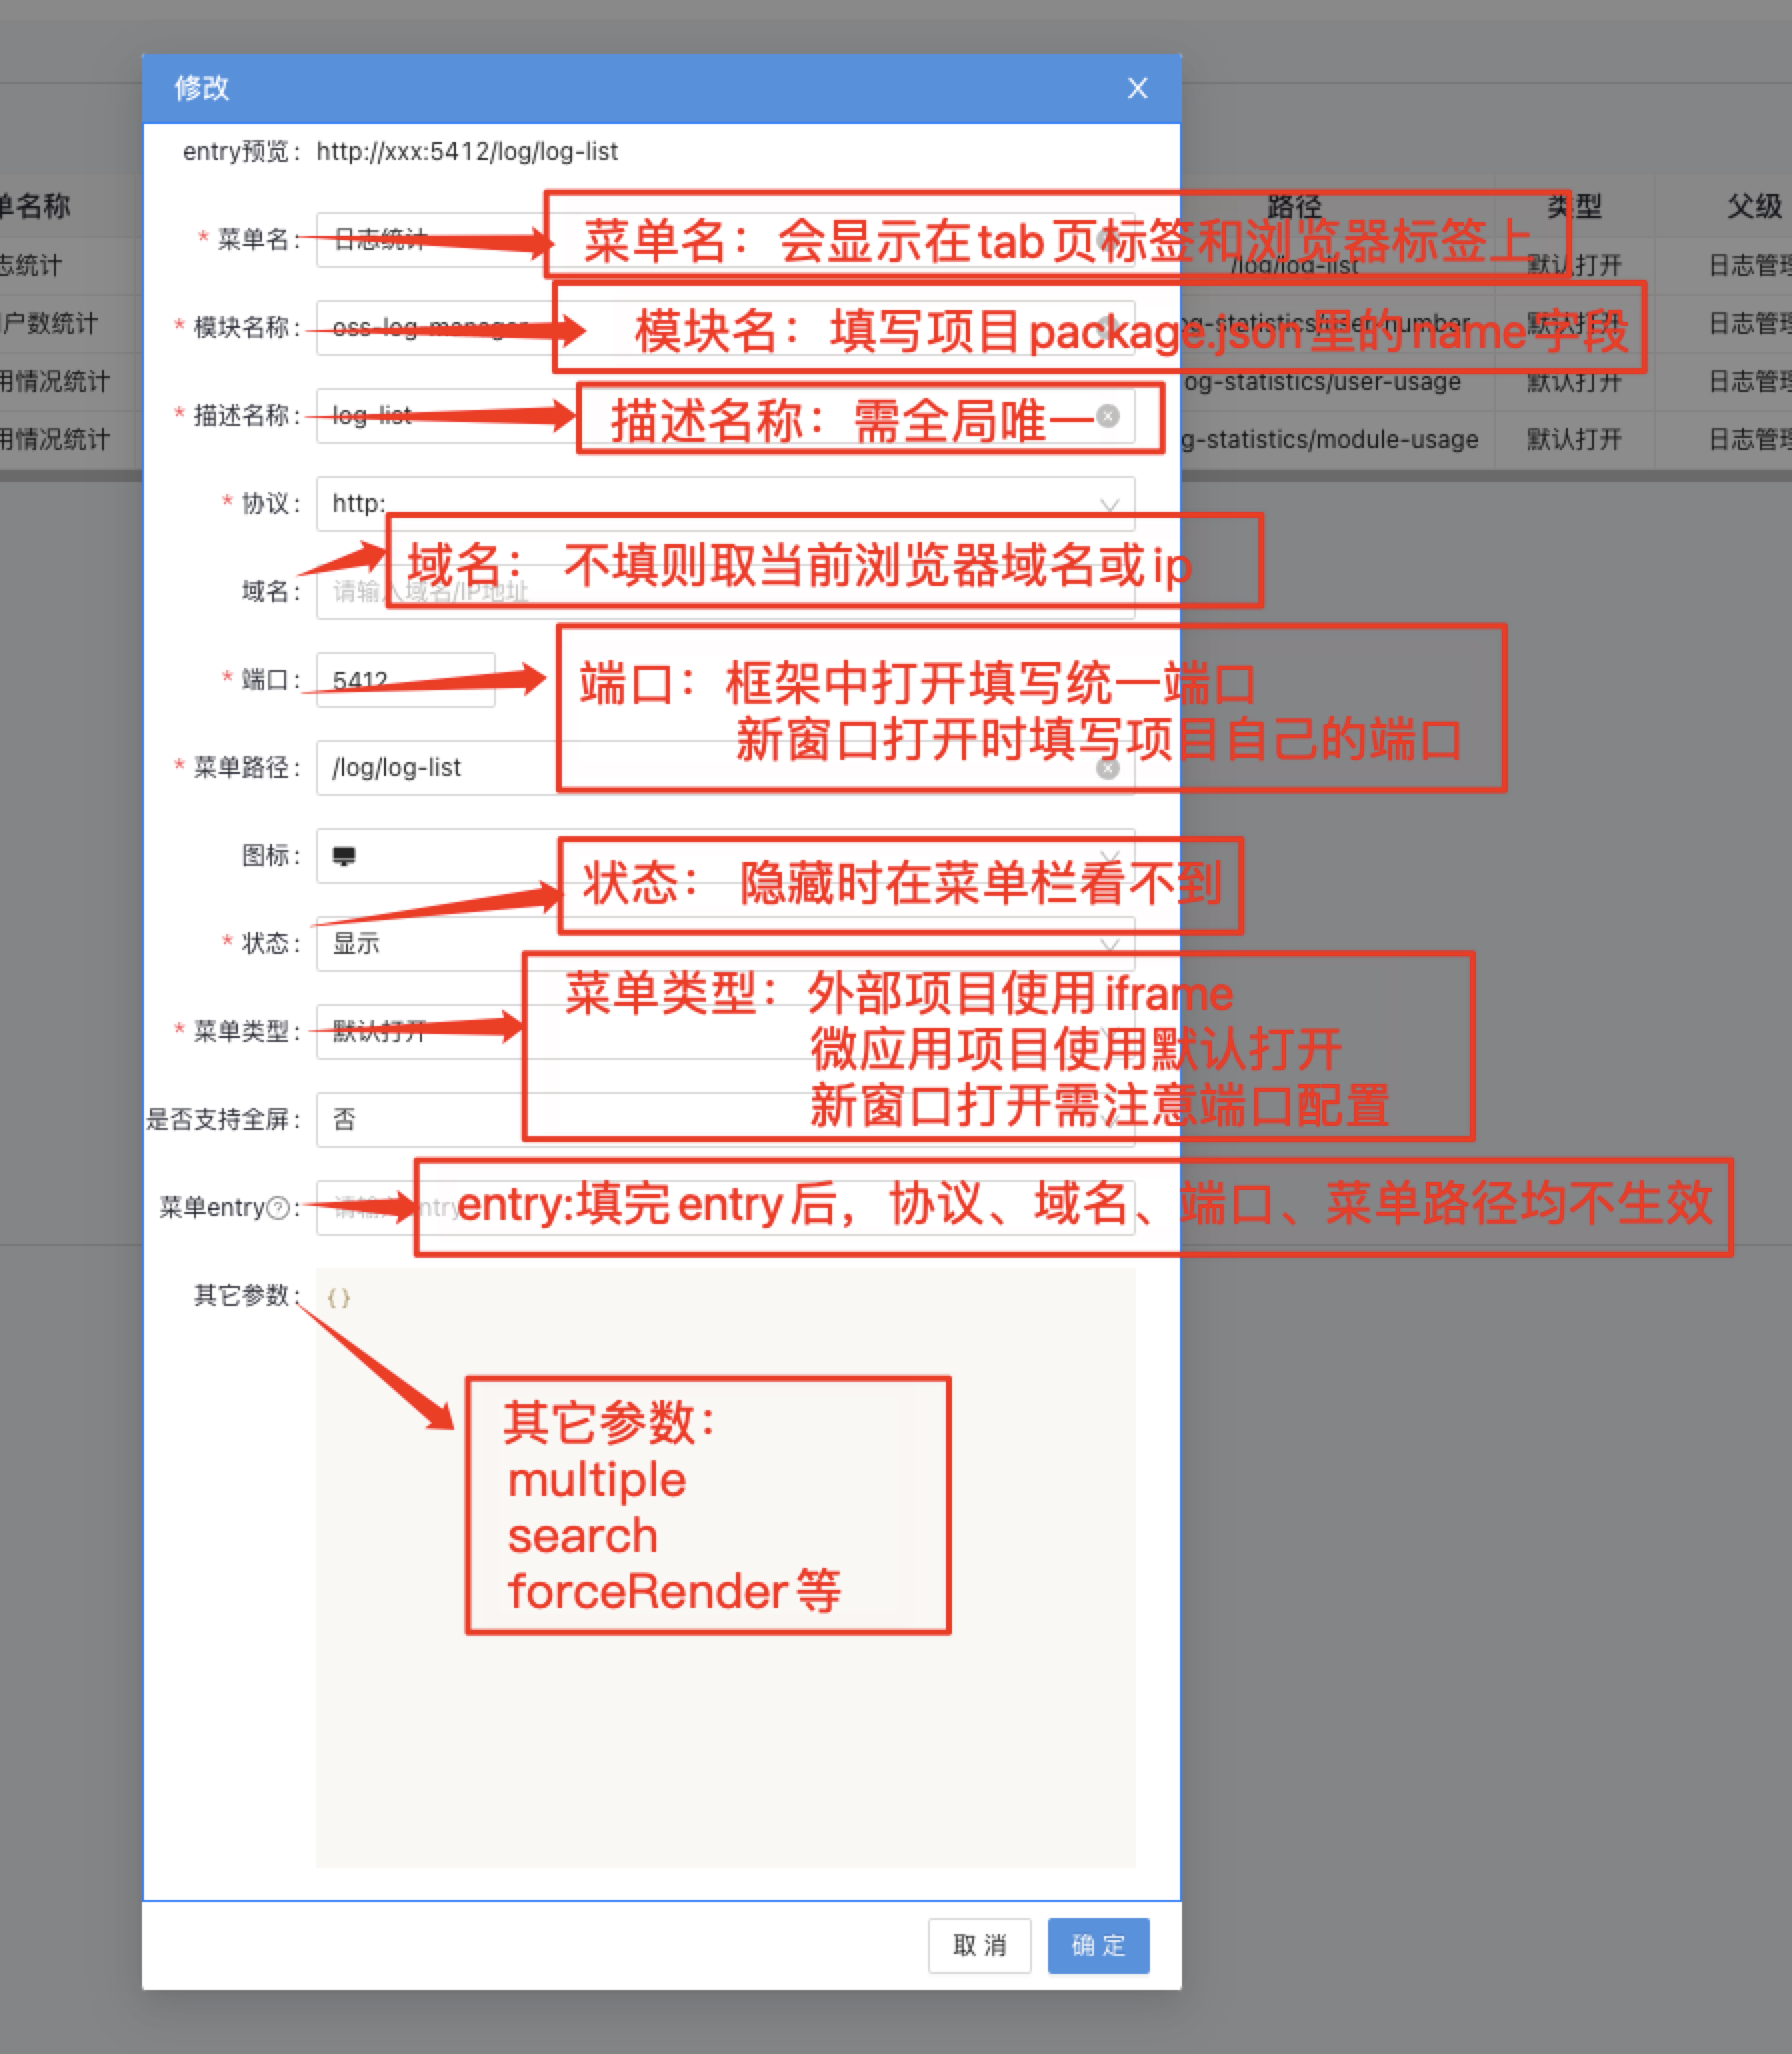 修改
entry预览: http://xxx:5412/log/log-list
单名称
路径
类型
父级
* 菜单名: 日志统计
菜单名：会显示在tab页标签和浏览器标签上
志统计
/log/log-list
默认打开
日志管理
* 模块名称: oss-log-manager
模块名：填写项目package.json里的name字段
户数统计
og-statistics/user-number
默认打开
日志管理
用情况统计
og-statistics/user-usage
默认打开
日志管理
* 描述名称: log-list
描述名称：需全局唯一
用情况统计
g-statistics/module-usage
默认打开
日志管理
* 协议: http:
域名： 不填则取当前浏览器域名或ip
域名: 请输入域名/IP地址
* 端口: 5412
端口：框架中打开填写统一端口
新窗口打开时填写项目自己的端口
* 菜单路径: /log/log-list
图标:
状态： 隐藏时在菜单栏看不到
* 状态: 显示
菜单类型：外部项目使用iframe
微应用项目使用默认打开
新窗口打开需注意端口配置
* 菜单类型: 默认打开
是否支持全屏: 否
菜单entry?: 请输入entry
entry:填完entry后，协议、域名、端口、菜单路径均不生效
其它参数: {}
其它参数：
multiple
search
forceRender等
取 消
确 定